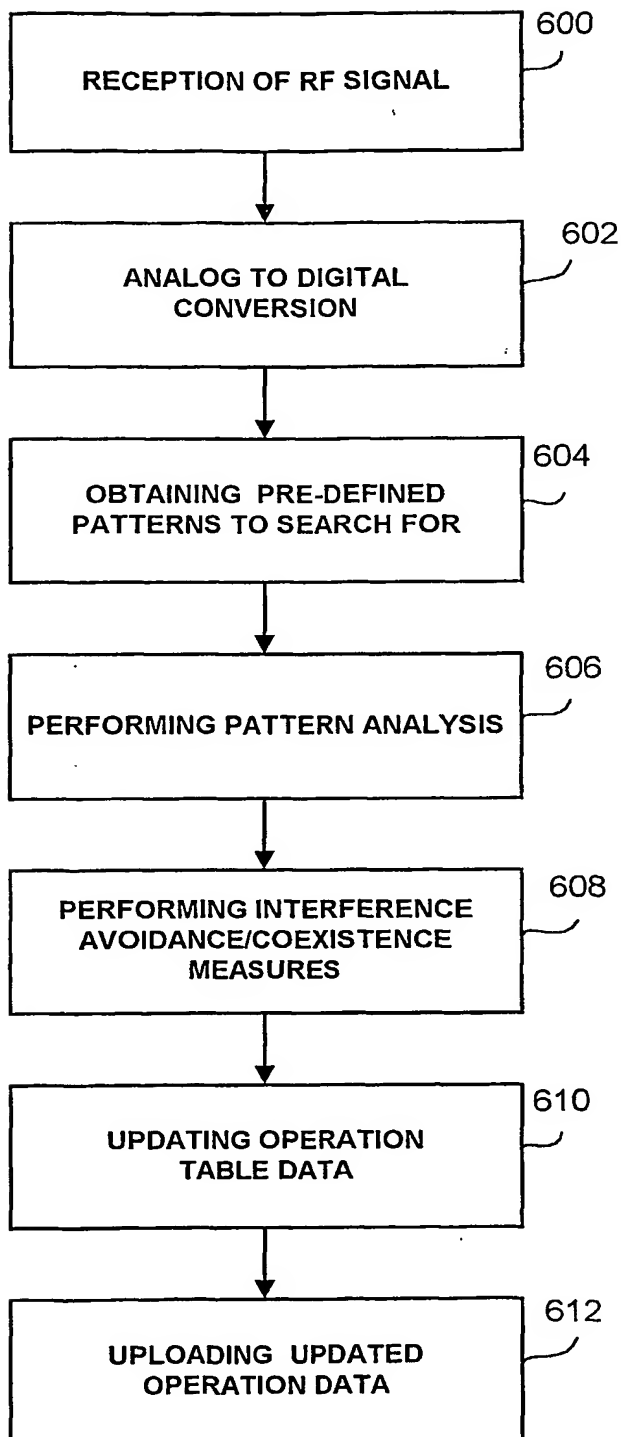 600
RECEPTION OF RF SIGNAL
602
ANALOG TO DIGITAL
CONVERSION
604
OBTAINING PRE-DEFINED
PATTERNS TO SEARCH FOR
606
PERFORMING PATTERN ANALYSIS
608
PERFORMING INTERFERENCE
AVOIDANCE/COEXISTENCE
MEASURES
610
UPDATING OPERATION
TABLE DATA
612
UPLOADING UPDATED
OPERATION DATA